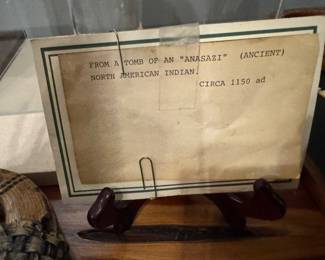 FROM A TOMB OF AN "ANASAZI" (ANCIENT)
NORTH AMERICAN INDIAN.
CIRCA 1150 ad